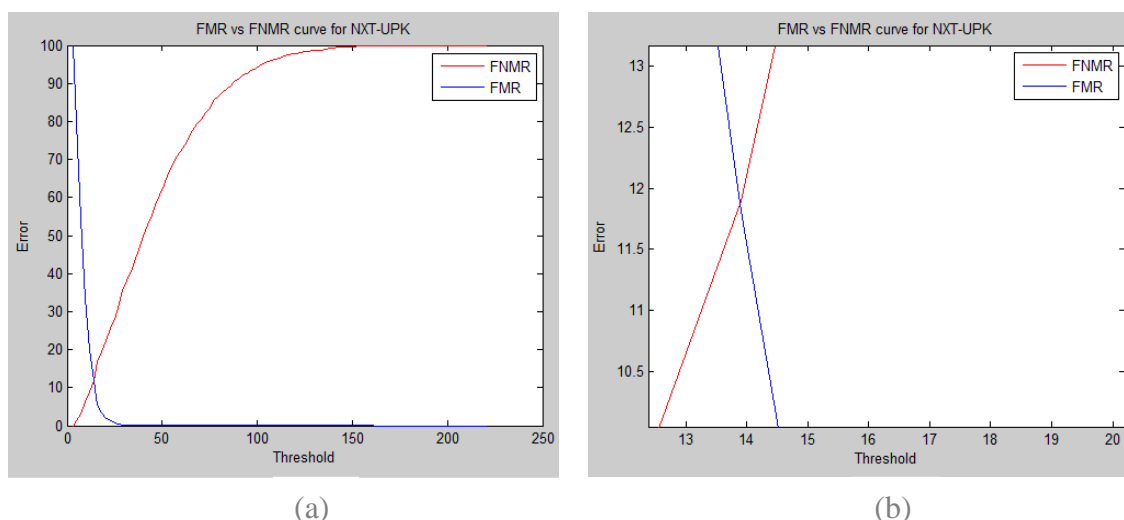 FMR vs FNMR curve for NXT-UPK
100
90
80
70
60
50
40
30
20
10
0
Error
0 50 100 150 200 250
Threshold
FNMR
FMR
(a)
FMR vs FNMR curve for NXT-UPK
13
12.5
12
11.5
11
10.5
Error
13 14 15 16 17 18 19 20
Threshold
FNMR
FMR
(b)